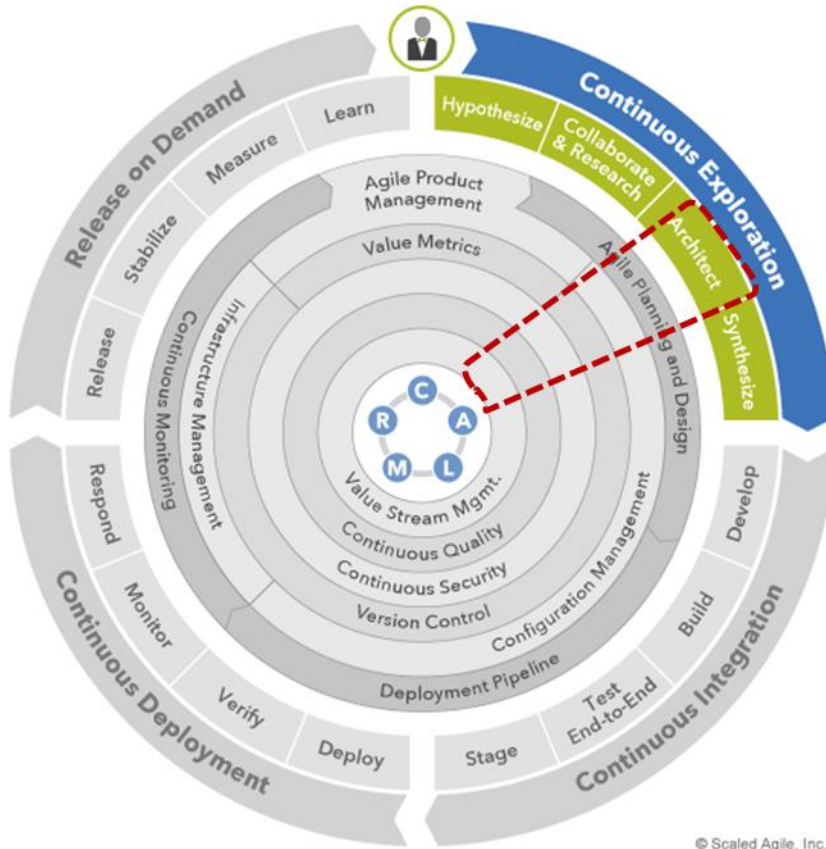 Continuous Exploration
Hypothesize
Collaborate
& Research
Architect
Synthesize
Continuous Integration
Develop
Build
Test
End-to-End
Stage
Continuous Deployment
Deploy
Verify
Monitor
Respond
Release on Demand
Release
Stabilize
Measure
Learn
Agile Product
Management
Agile Planning and Design
Continuous Monitoring
Deployment Pipeline
Value Metrics
Infrastructure Management
Configuration Management
Version Control
Continuous Security
Continuous Quality
Value Stream Mgmt.
C
A
L
M
R
© Scaled Agile, Inc.